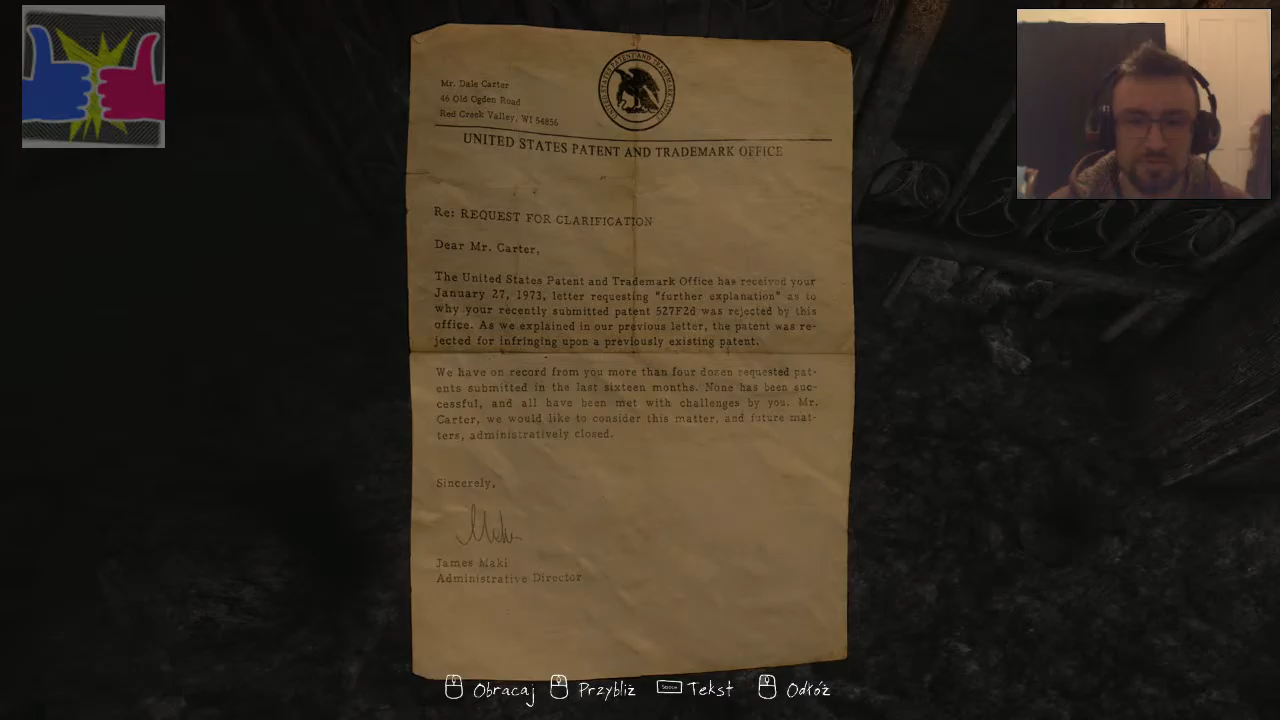 Mr. Dale Carter
46 Old Ogden Road
Red Creek Valley, WI 54856
UNITED STATES PATENT AND TRADEMARK OFFICE
UNITED STATES PATENT AND TRADEMARK OFFICE
Re: REQUEST FOR CLARIFICATION
Dear Mr. Carter,
The United States Patent and Trademark Office has received your
January 27, 1973, letter requesting "further explanation" as to
why your recently submitted patent 527F2d was rejected by this
office. As we explained in our previous letter, the patent was re-
jected for infringing upon a previously existing patent.
We have on record from you more than four dozen requested pat-
ents submitted in the last sixteen months. None has been suc-
cessful, and all have been met with challenges by you. Mr.
Carter, we would like to consider this matter, and future mat-
ters, administratively closed.
Sincerely,
James Maki
Administrative Director
Obracaj Przybliż Tekst Odłóż